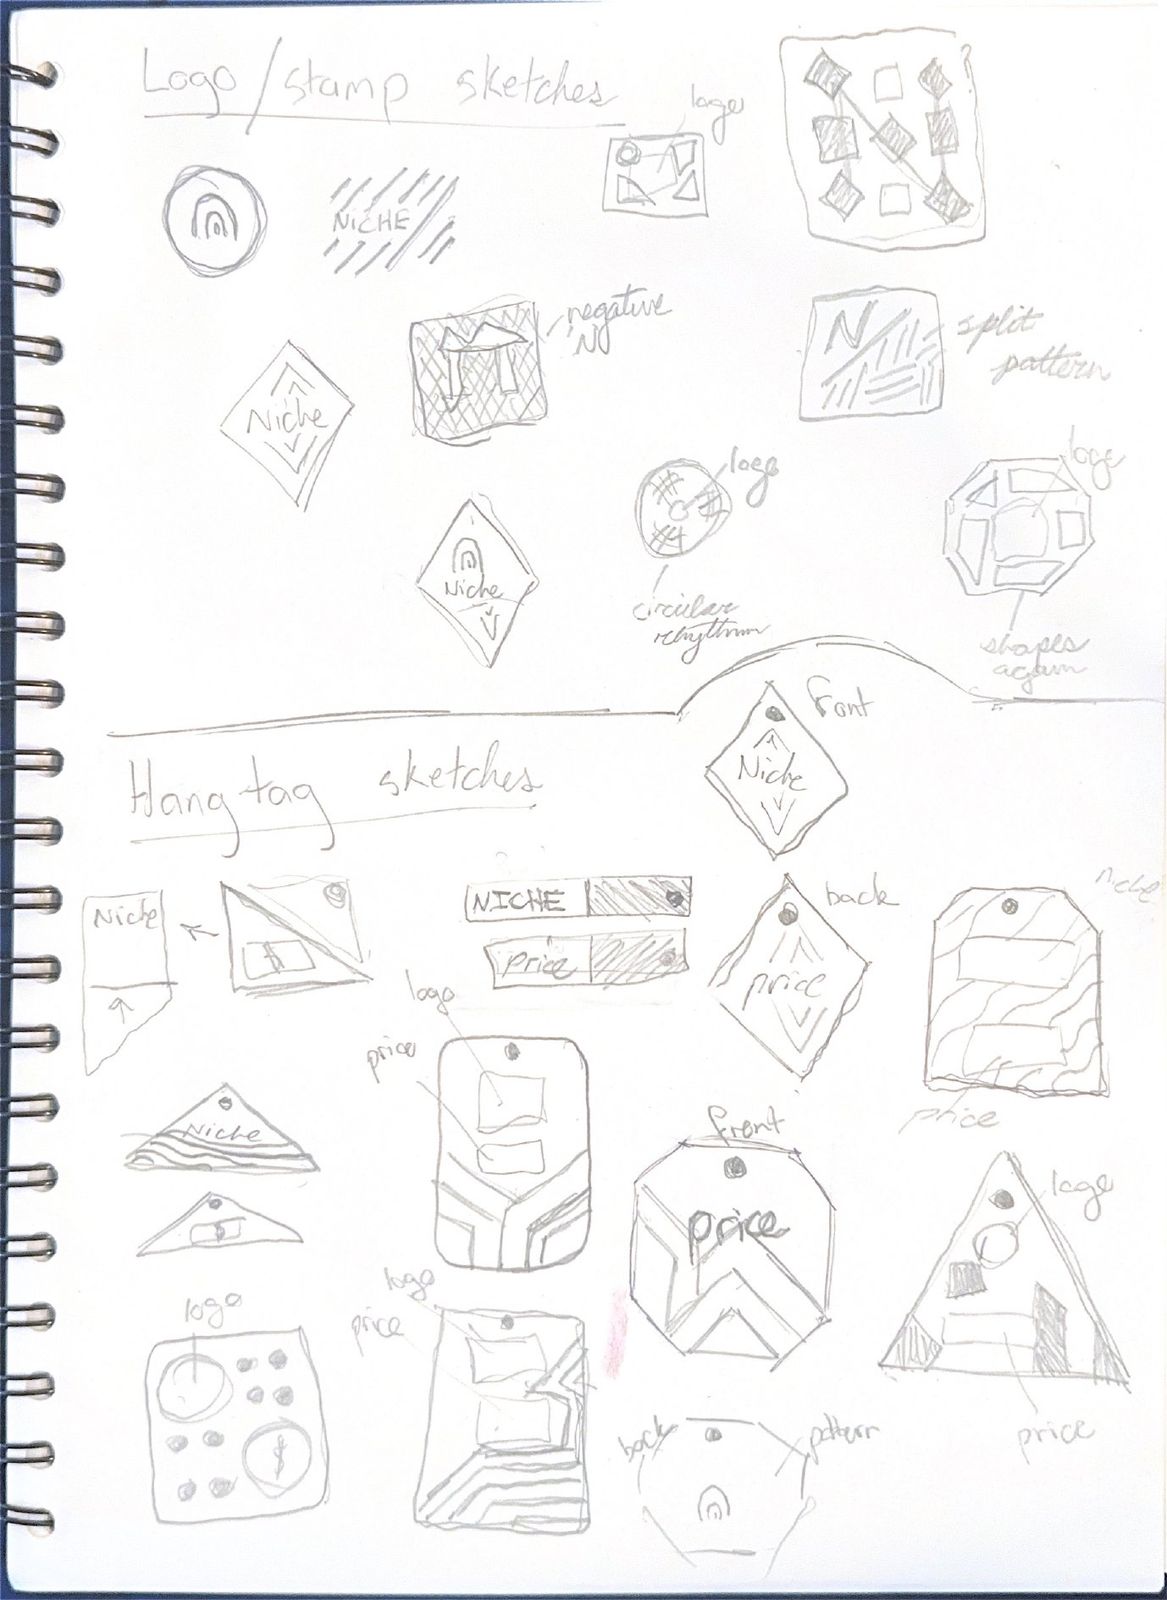 Logo/stamp sketches
logo
?
NICHE
negative
'N'
N
split
pattern
Niche
logo
logo
Niche
circular
rhythm
shapes
again
front
Niche
Hang tag sketches
back
niche
NICHE
price
Niche
$
price
logo
price
price
Niche
front
price
logo
$
logo
price
logo
$
price
back
pattern